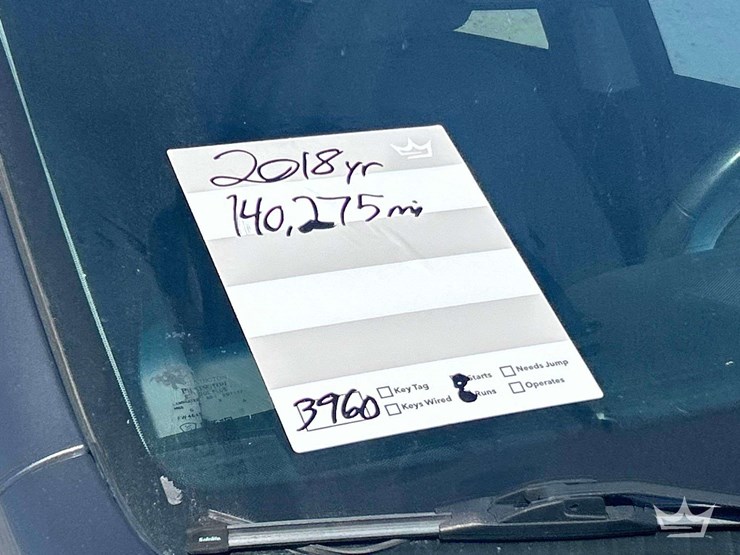 2018 yr
140,275 mi
Key Tag
Starts
Needs Jump
3960
Keys Wired
Runs
Operates